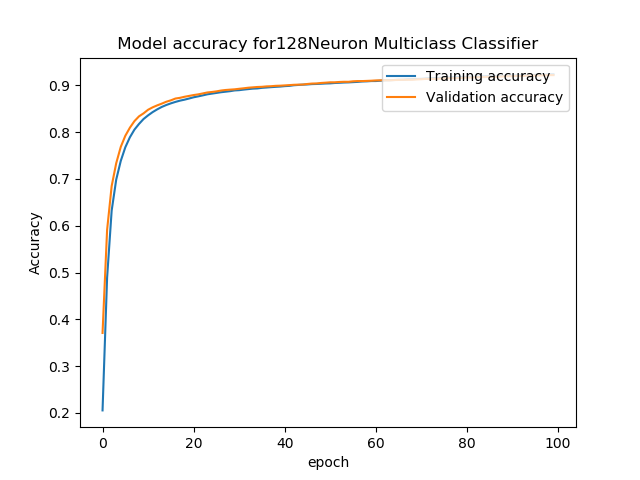 Model accuracy for128Neuron Multiclass Classifier
Training accuracy
Validation accuracy
0.9
0.8
0.7
0.6
0.5
0.4
0.3
0.2
Accuracy
0 20 40 60 80 100
epoch